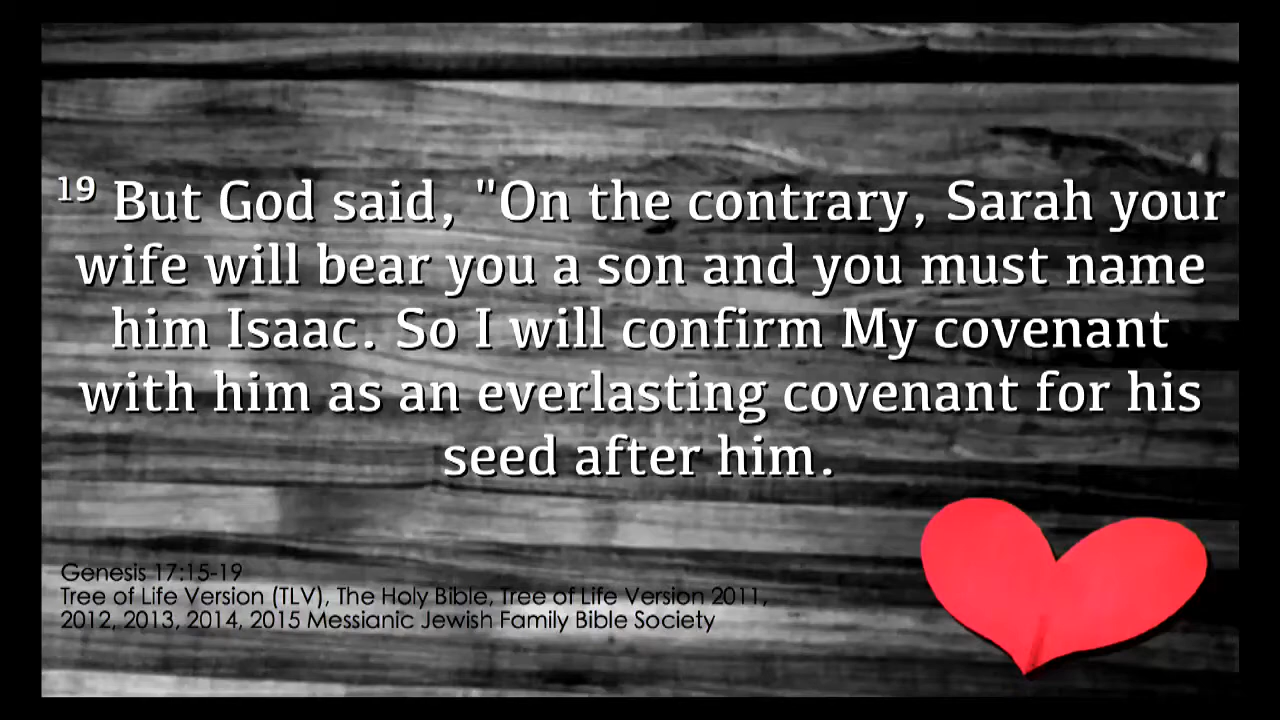 19 But God said, "On the contrary, Sarah your
wife will bear you a son and you must name
him Isaac. So I will confirm My covenant
with him as an everlasting covenant for his
seed after him.
Genesis 17:15-19
Tree of Life Version (TLV), The Holy Bible, Tree of Life Version 2011,
2012, 2013, 2014, 2015 Messianic Jewish Family Bible Society